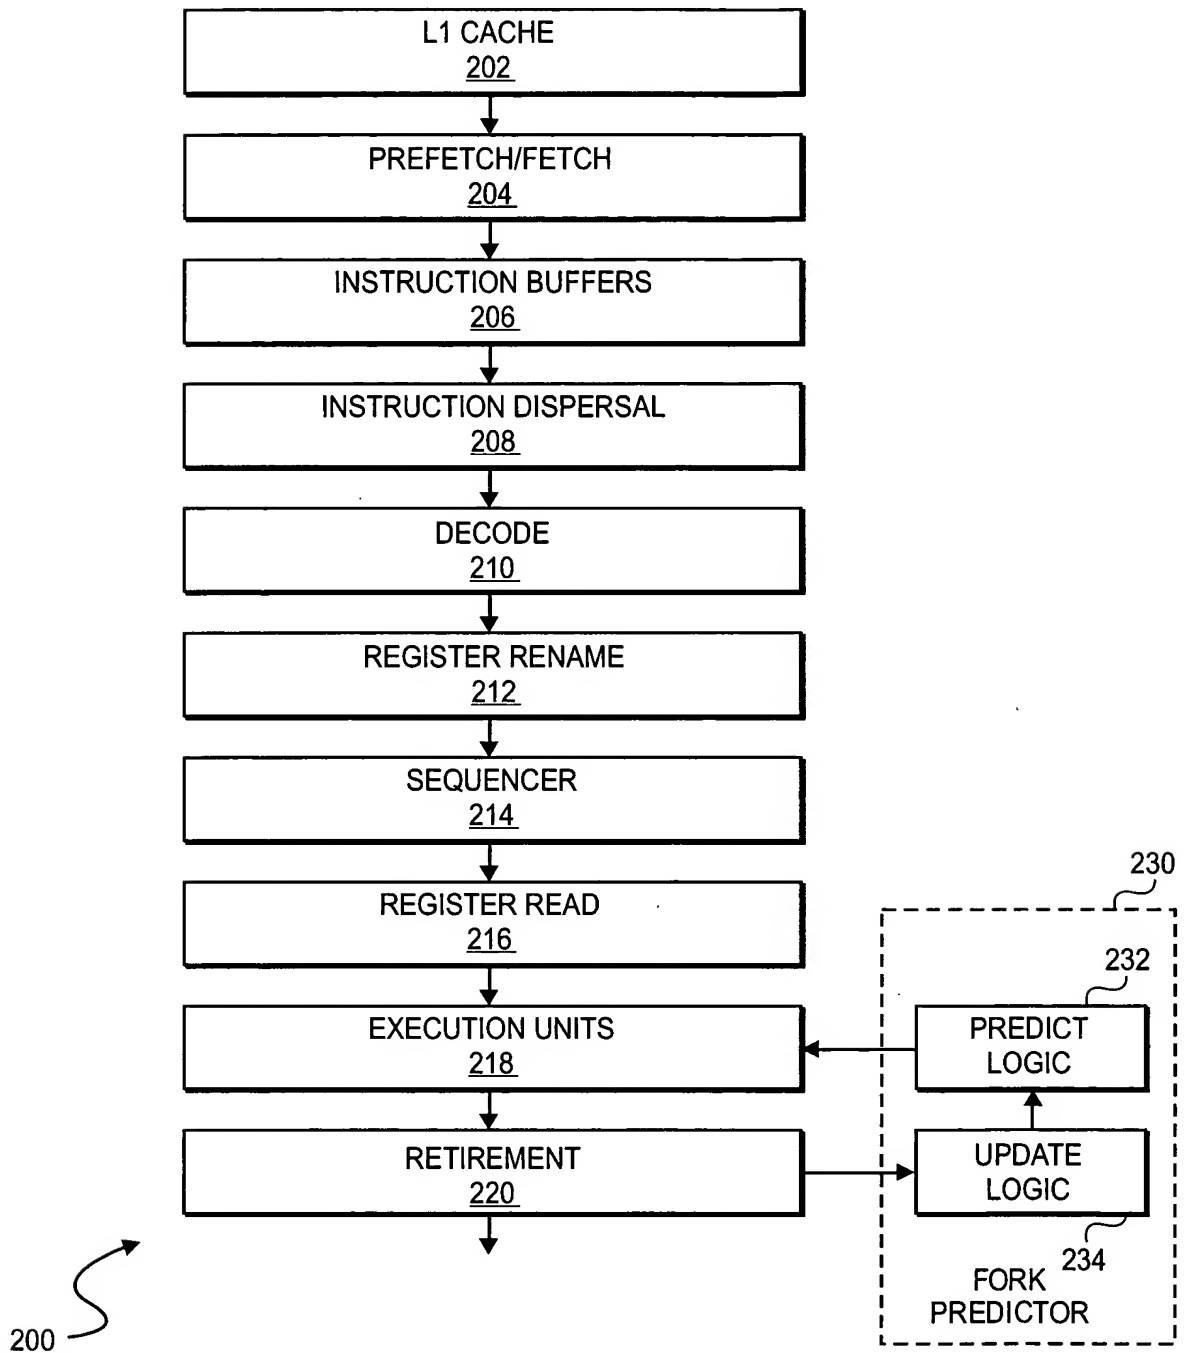 L1 CACHE
202
PREFETCH/FETCH
204
INSTRUCTION BUFFERS
206
INSTRUCTION DISPERSAL
208
DECODE
210
REGISTER RENAME
212
SEQUENCER
214
REGISTER READ
216
EXECUTION UNITS
218
RETIREMENT
220
230
232
PREDICT
LOGIC
UPDATE
LOGIC
234
FORK
PREDICTOR
200